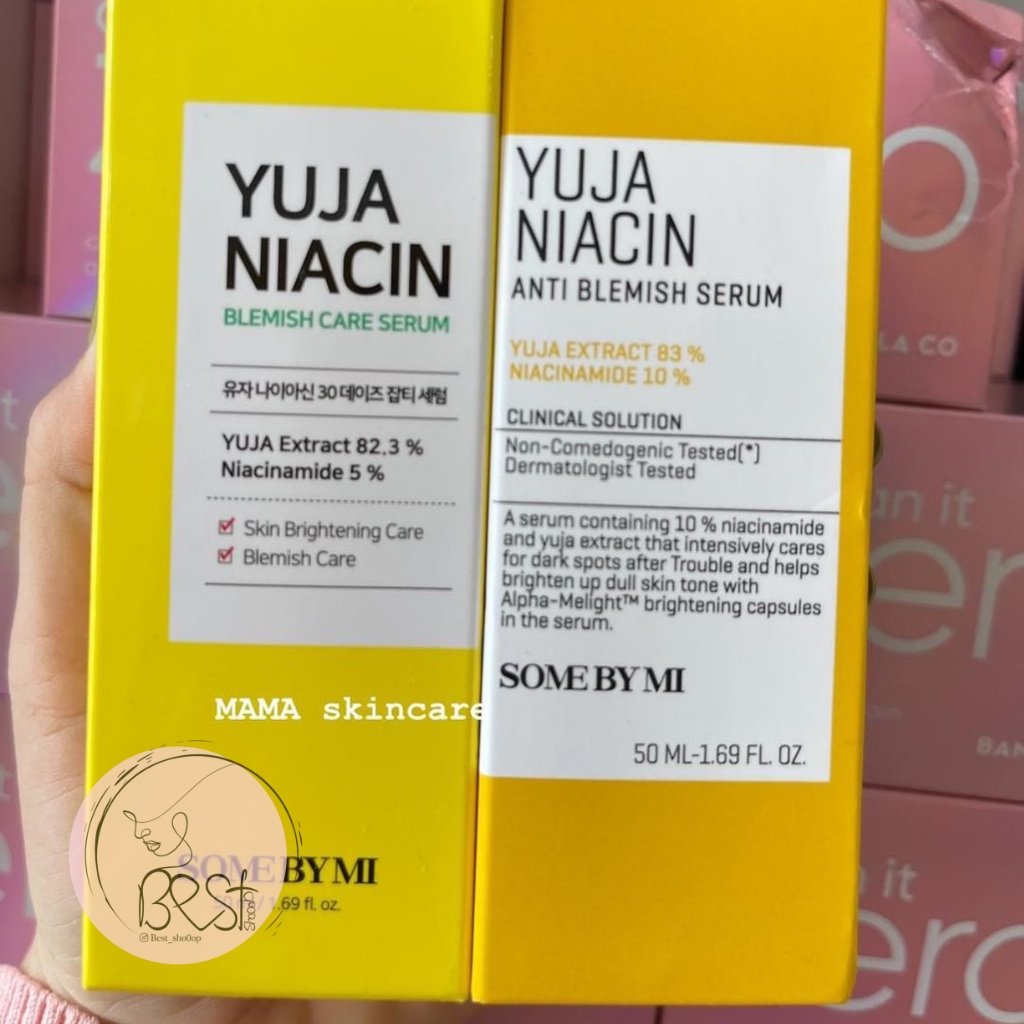 YUJA
NIACIN
BLEMISH CARE SERUM
유자 나이아신 30 데이즈 잡티 세럼
YUJA Extract 82.3 %
Niacinamide 5 %
Skin Brightening Care
Blemish Care
MAMA skincare
SOME BY MI
1.69 fl. oz.
BEST
Best_sho0op
YUJA
NIACIN
ANTI BLEMISH SERUM
YUJA EXTRACT 83 %
NIACINAMIDE 10 %
CLINICAL SOLUTION
Non-Comedogenic Tested(*)
Dermatologist Tested
A serum containing 10 % niacinamide
and yuja extract that intensively cares
for dark spots after Trouble and helps
brighten up dull skin tone with
Alpha-Melight™ brightening capsules
in the serum.
SOME BY MI
50 ML-1.69 FL. OZ.
LA CO
an it
BAN
it